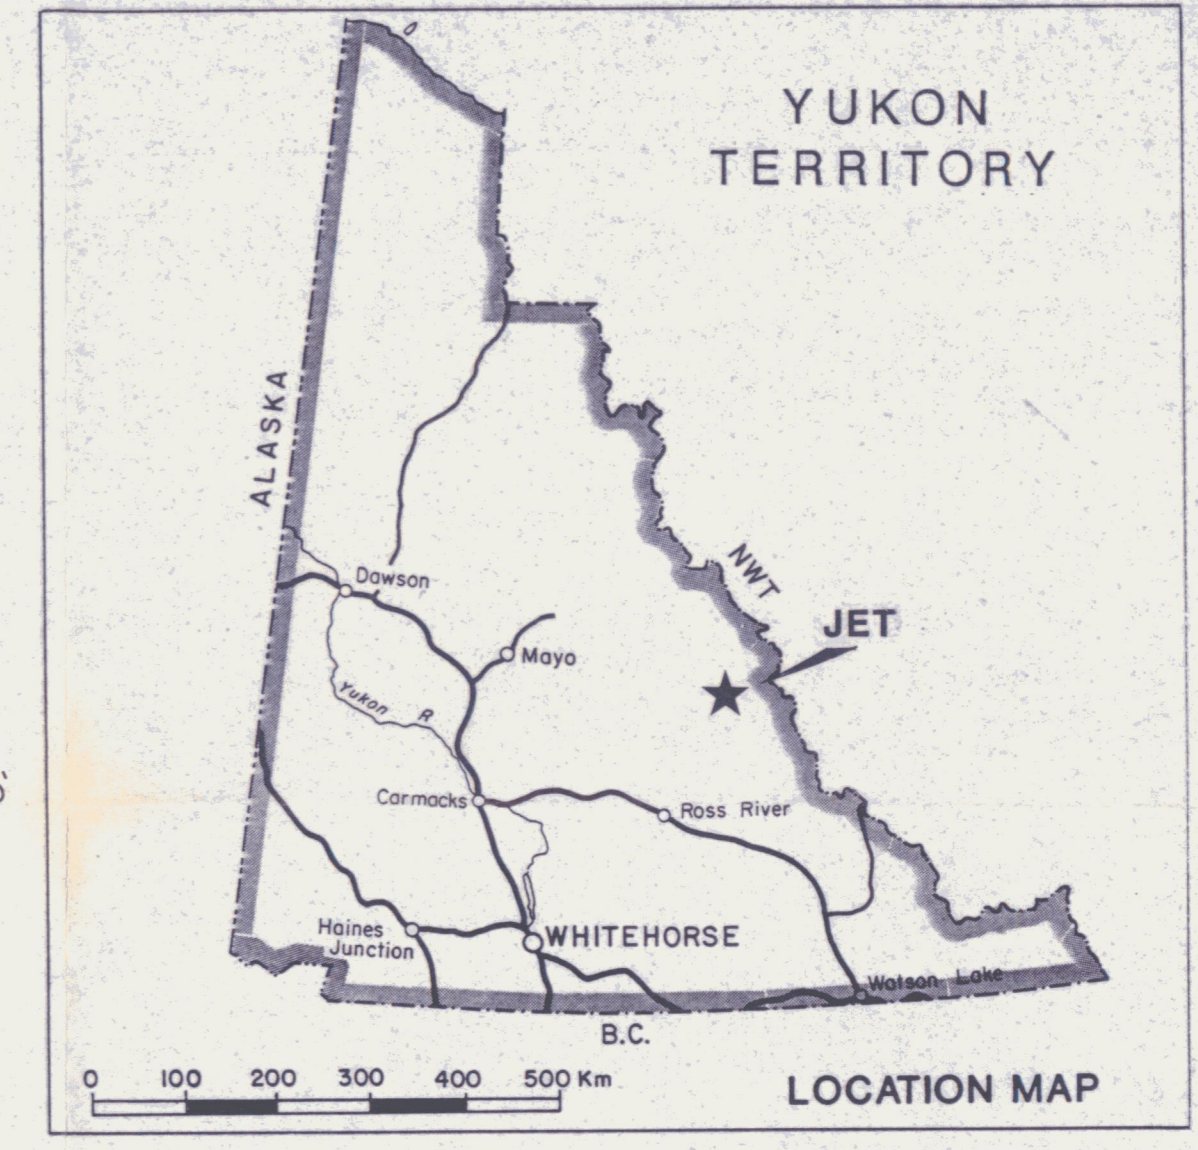 YUKON
TERRITORY
ALASKA
NWT
Dawson
JET
Mayo
Yukon R
Carmacks
Ross River
Haines
Junction
WHITEHORSE
Watson Lake
B.C.
0 100 200 300 400 500 Km
LOCATION MAP